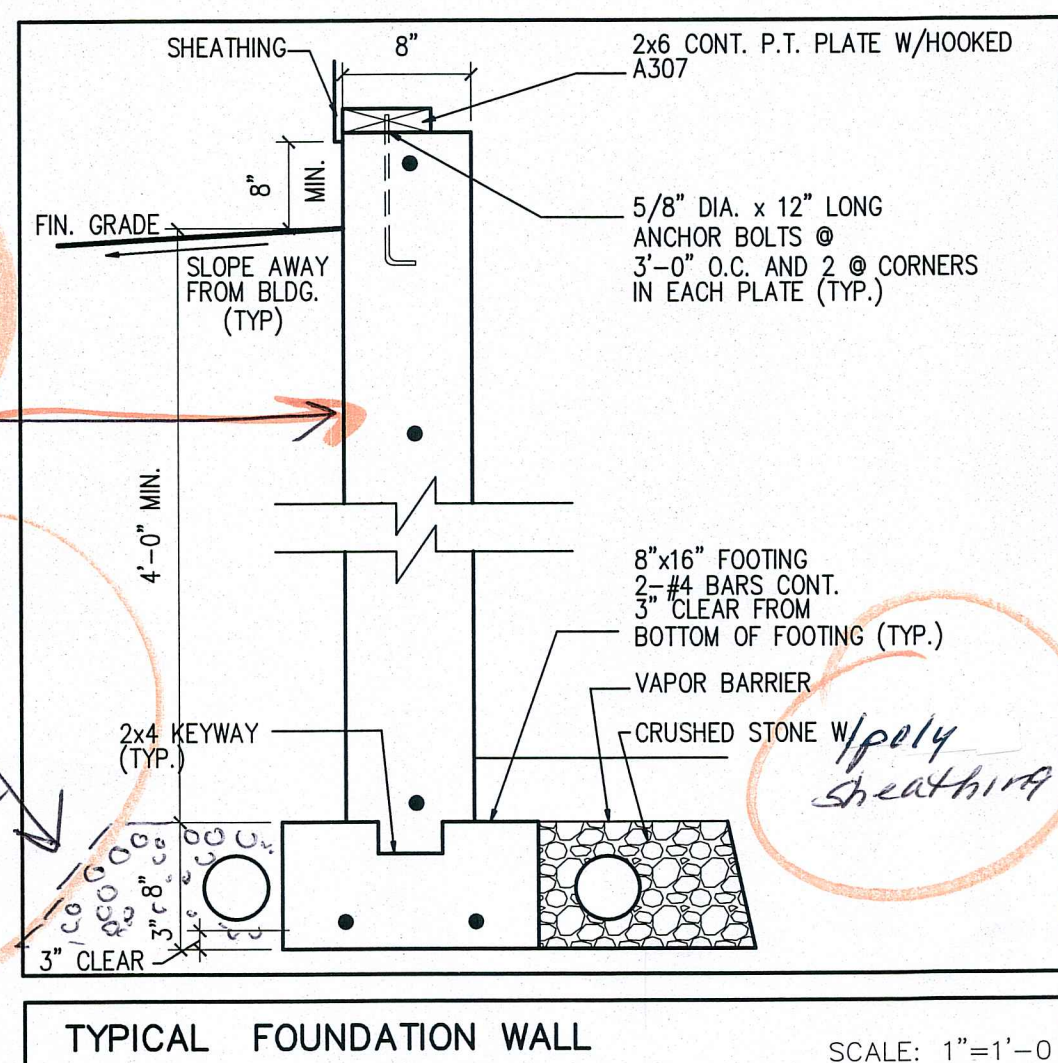 SHEATHING
8"
2x6 CONT. P.T. PLATE W/HOOKED
A307
8"
MIN.
FIN. GRADE
SLOPE AWAY
FROM BLDG.
(TYP)
5/8" DIA. x 12" LONG
ANCHOR BOLTS @
3'-0" O.C. AND 2 @ CORNERS
IN EACH PLATE (TYP.)
4'-0" MIN.
8"x16" FOOTING
2-#4 BARS CONT.
3" CLEAR FROM
BOTTOM OF FOOTING (TYP.)
VAPOR BARRIER
2x4 KEYWAY
(TYP.)
CRUSHED STONE W/poly
sheathing
8"
3"
3" CLEAR
TYPICAL FOUNDATION WALL
SCALE: 1"=1'-0